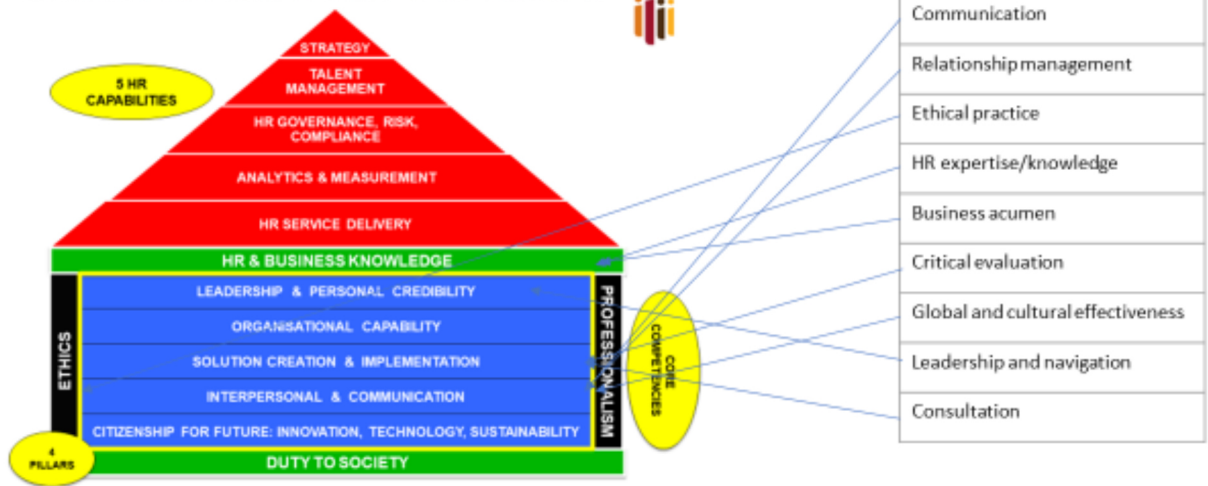 STRATEGY
TALENT
MANAGEMENT
HR GOVERNANCE, RISK,
COMPLIANCE
ANALYTICS & MEASUREMENT
HR SERVICE DELIVERY
5 HR
CAPABILITIES
HR & BUSINESS KNOWLEDGE
ETHICS
LEADERSHIP & PERSONAL CREDIBILITY
ORGANISATIONAL CAPABILITY
SOLUTION CREATION & IMPLEMENTATION
INTERPERSONAL & COMMUNICATION
CITIZENSHIP FOR FUTURE: INNOVATION, TECHNOLOGY, SUSTAINABILITY
PROFESSIONALISM
CORE
COMPETENCIES
4
PILLARS
DUTY TO SOCIETY
Communication
Relationship management
Ethical practice
HR expertise/knowledge
Business acumen
Critical evaluation
Global and cultural effectiveness
Leadership and navigation
Consultation